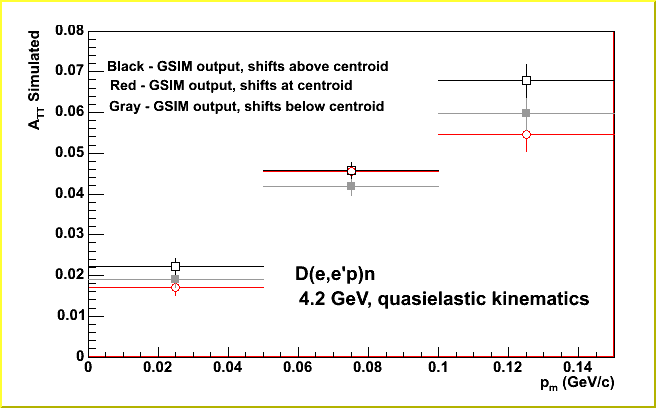 0.08
0.07
0.06
0.05
0.04
0.03
0.02
0.01
0
A_TT Simulated
Black - GSIM output, shifts above centroid
Red - GSIM output, shifts at centroid
Gray - GSIM output, shifts below centroid
D(e,e'p)n
4.2 GeV, quasielastic kinematics
0 0.02 0.04 0.06 0.08 0.1 0.12 0.14
p_m (GeV/c)